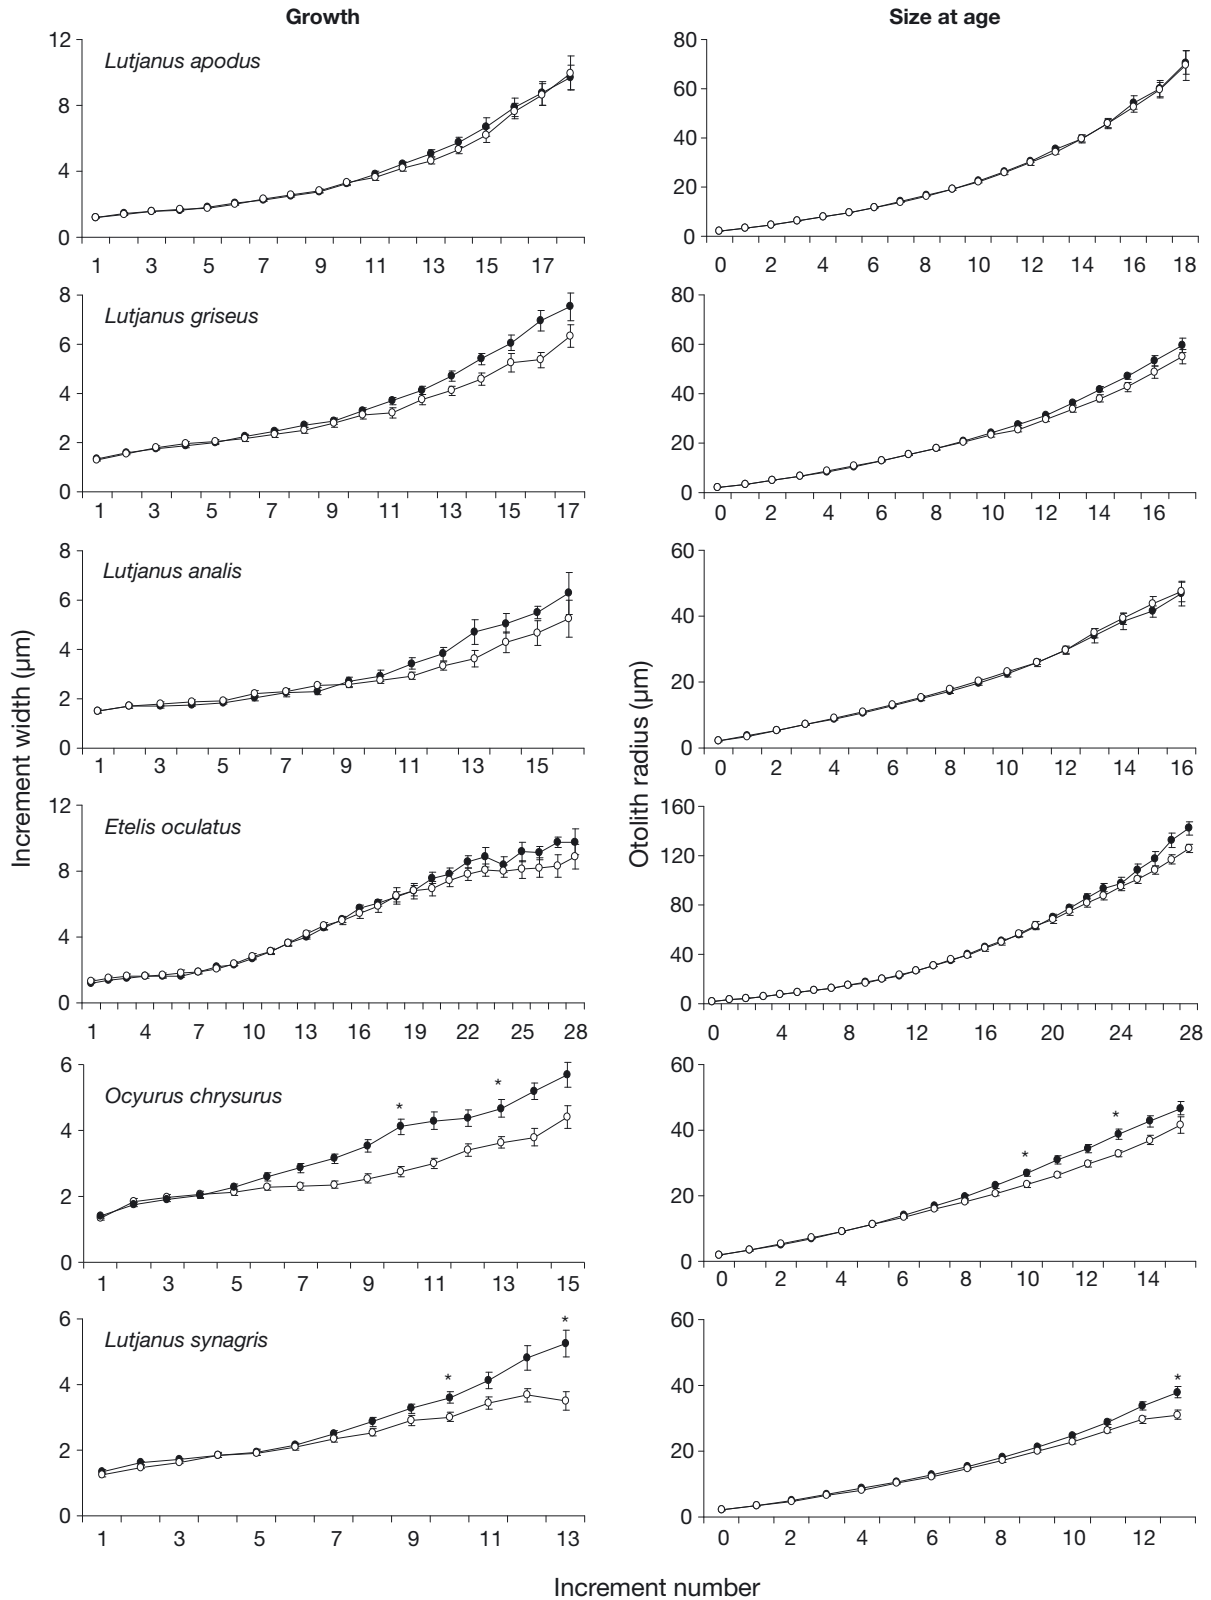 Growth
Size at age
12
8
4
0
Lutjanus apodus
1 3 5 7 9 11 13 15 17
80
60
40
20
0
0 2 4 6 8 10 12 14 16 18
8
6
4
2
0
Lutjanus griseus
1 3 5 7 9 11 13 15 17
80
60
40
20
0
0 2 4 6 8 10 12 14 16
8
6
4
2
0
Lutjanus analis
1 3 5 7 9 11 13 15
60
40
20
0
0 2 4 6 8 10 12 14 16
Increment width (µm)
Otolith radius (µm)
12
8
4
0
Etelis oculatus
1 4 7 10 13 16 19 22 25 28
160
120
80
40
0
0 4 8 12 16 20 24 28
6
4
2
0
Ocyurus chrysurus
* *
1 3 5 7 9 11 13 15
60
40
20
0
* *
0 2 4 6 8 10 12 14
6
4
2
0
Lutjanus synagris
* *
1 3 5 7 9 11 13
60
40
20
0
*
0 2 4 6 8 10 12
Increment number